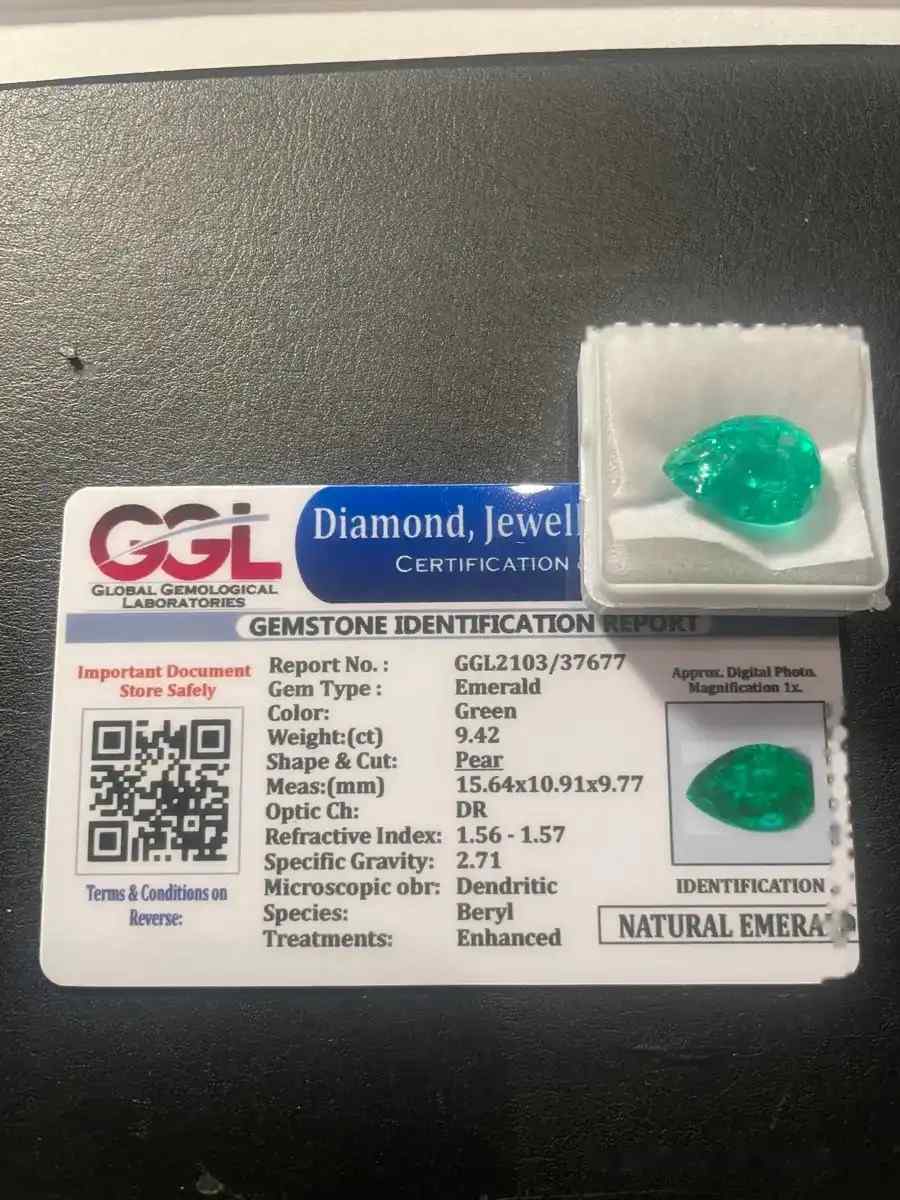 GGL
GLOBAL GEMOLOGICAL
LABORATORIES
Diamond,
CERTIFICATION
GEMSTONE IDENTIFICATION REPORT
Important Document
Store Safely
Terms & Conditions on
Reverse:
Report No. : GGL2103/37677
Gem Type : Emerald
Color: Green
Weight:(ct) 9.42
Shape & Cut: Pear
Meas:(mm) 15.64x10.91x9.77
Optic Ch: DR
Refractive Index: 1.56 - 1.57
Specific Gravity: 2.71
Microscopic obr: Dendritic
Species: Beryl
Treatments: Enhanced
Approx. Digital Photo.
Magnification 1x.
IDENTIFICATION
NATURAL